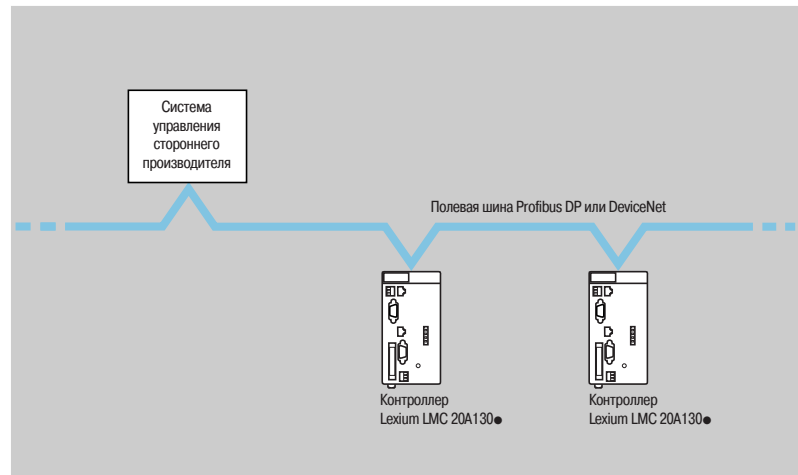 Система
управления
стороннего
производителя
Полевая шина Profibus DP или DeviceNet
Контроллер
Lexium LMC 20A130●
Контроллер
Lexium LMC 20A130●